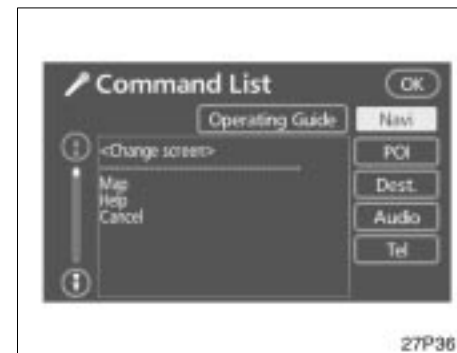 Command List
OK
Operating Guide
Navi
<Change screen>
POI
Map
Help
Cancel
Dest.
Audio
Tel
27P36